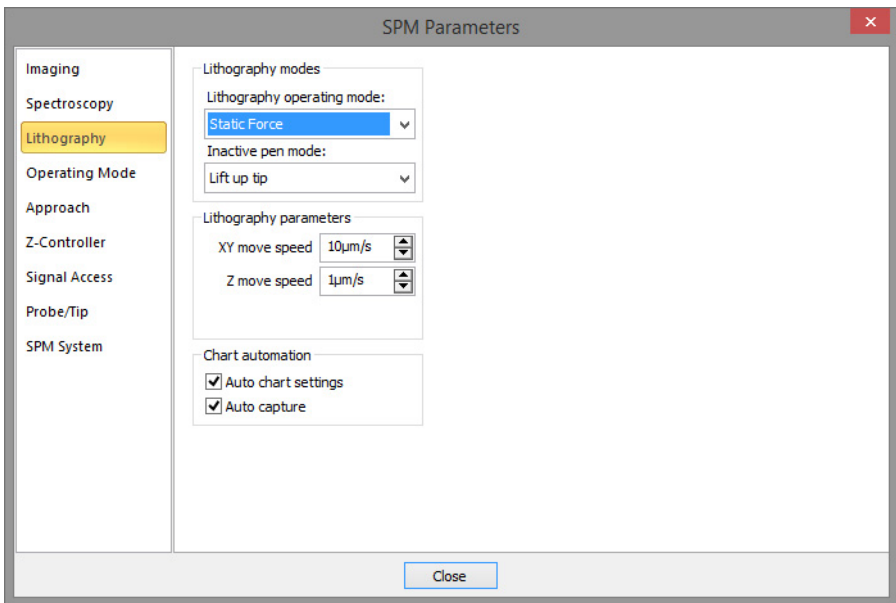 SPM Parameters
Imaging
Spectroscopy
Lithography
Operating Mode
Approach
Z-Controller
Signal Access
Probe/Tip
SPM System
Lithography modes
Lithography operating mode:
Static Force
Inactive pen mode:
Lift up tip
Lithography parameters
XY move speed 10µm/s
Z move speed 1µm/s
Chart automation
Auto chart settings
Auto capture
Close